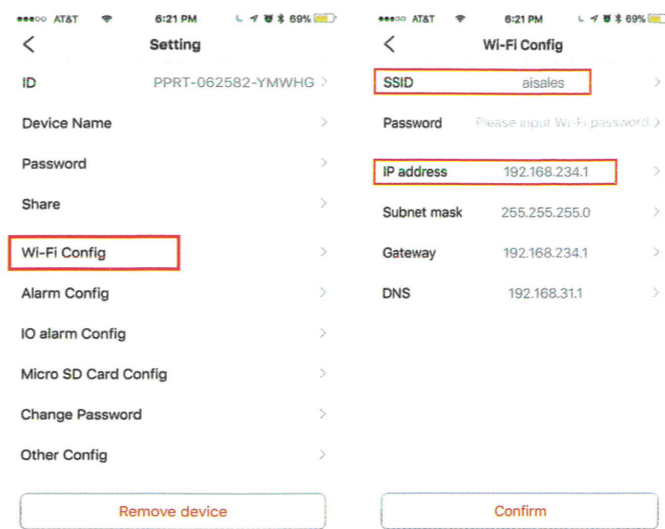 AT&T 6:21 PM 69%
Setting
ID PPRT-062582-YMWHG
Device Name
Password
Share
Wi-Fi Config
Alarm Config
IO alarm Config
Micro SD Card Config
Change Password
Other Config
Remove device
AT&T 6:21 PM 69%
Wi-Fi Config
SSID aisales
Password Please input Wi-Fi password
IP address 192.168.234.1
Subnet mask 255.255.255.0
Gateway 192.168.234.1
DNS 192.168.31.1
Confirm